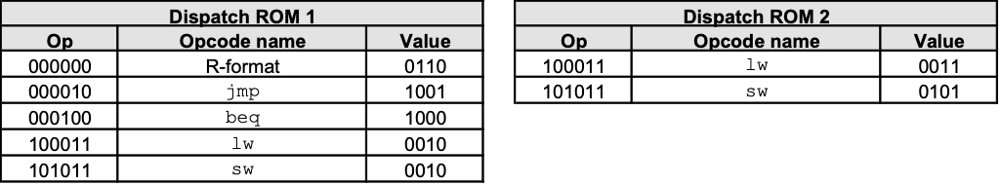 Dispatch ROM 1
Op Opcode name Value
000000 R-format 0110
000010 jmp 1001
000100 beq 1000
100011 lw 0010
101011 sw 0010
Dispatch ROM 2
Op Opcode name Value
100011 lw 0011
101011 sw 0101